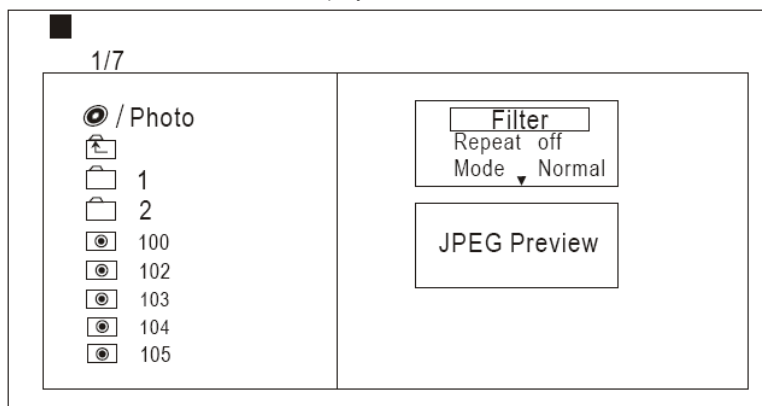 1/7
/ Photo
1
2
100
102
103
104
105
Filter
Repeat off
Mode Normal
JPEG Preview